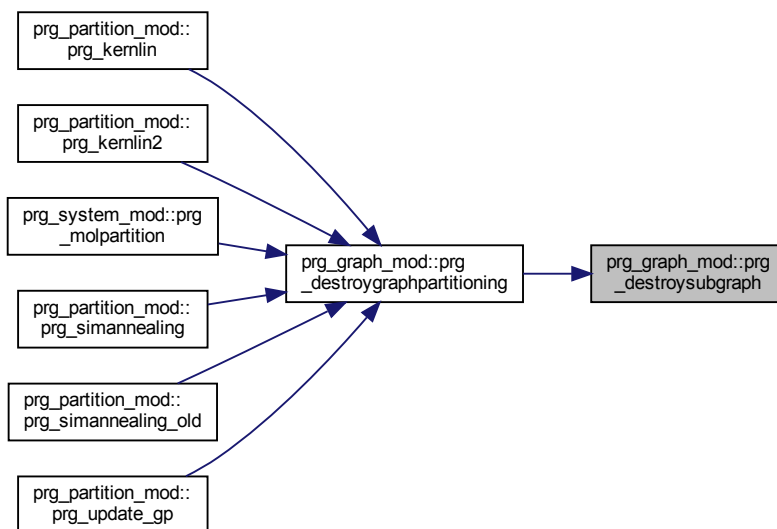 prg_partition_mod::
prg_kernlin
prg_partition_mod::
prg_kernlin2
prg_system_mod::prg
_molpartition
prg_partition_mod::
prg_simannealing
prg_partition_mod::
prg_simannealing_old
prg_partition_mod::
prg_update_gp
prg_graph_mod::prg
_destroygraphpartitioning
prg_graph_mod::prg
_destroysubgraph